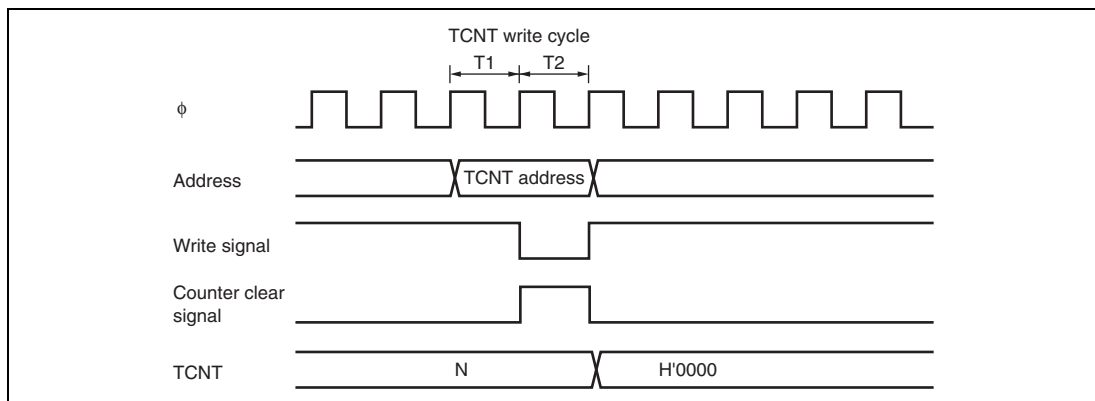 TCNT write cycle
T1 T2
ϕ
Address TCNT address
Write signal
Counter clear
signal
TCNT N H'0000